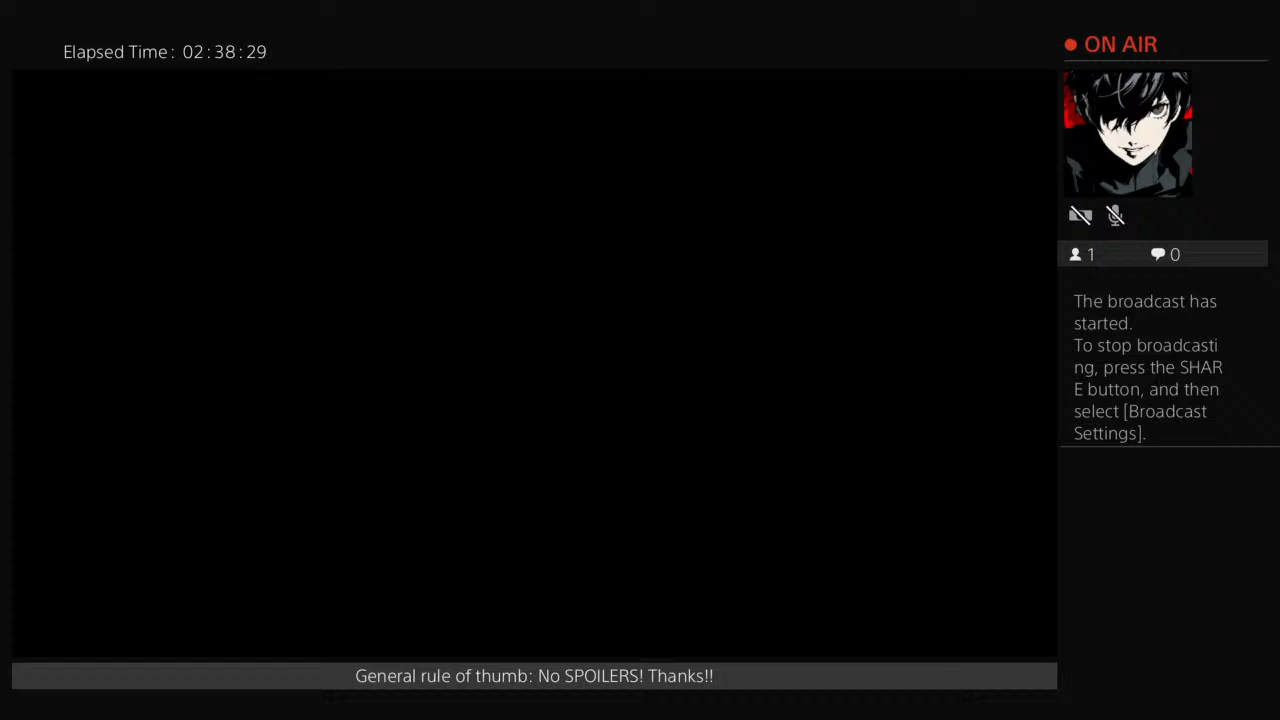 Elapsed Time: 02:38:29
ON AIR
1 0
The broadcast has
started.
To stop broadcasti
ng, press the SHAR
E button, and then
select [Broadcast
Settings].
General rule of thumb: No SPOILERS! Thanks!!